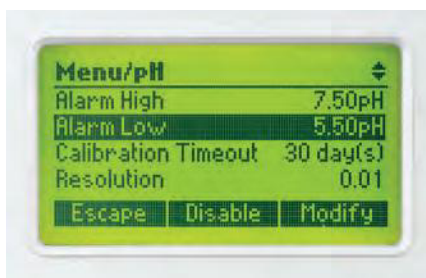 Menu/pH
Alarm High 7.50pH
Alarm Low 5.50pH
Calibration Timeout 30 day(s)
Resolution 0.01
Escape Disable Modify